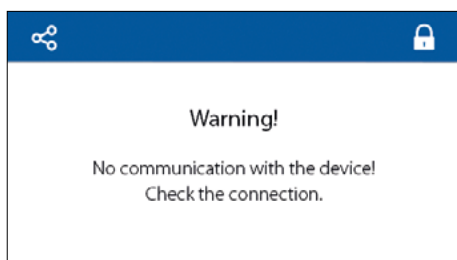 Warning!
No communication with the device!
Check the connection.